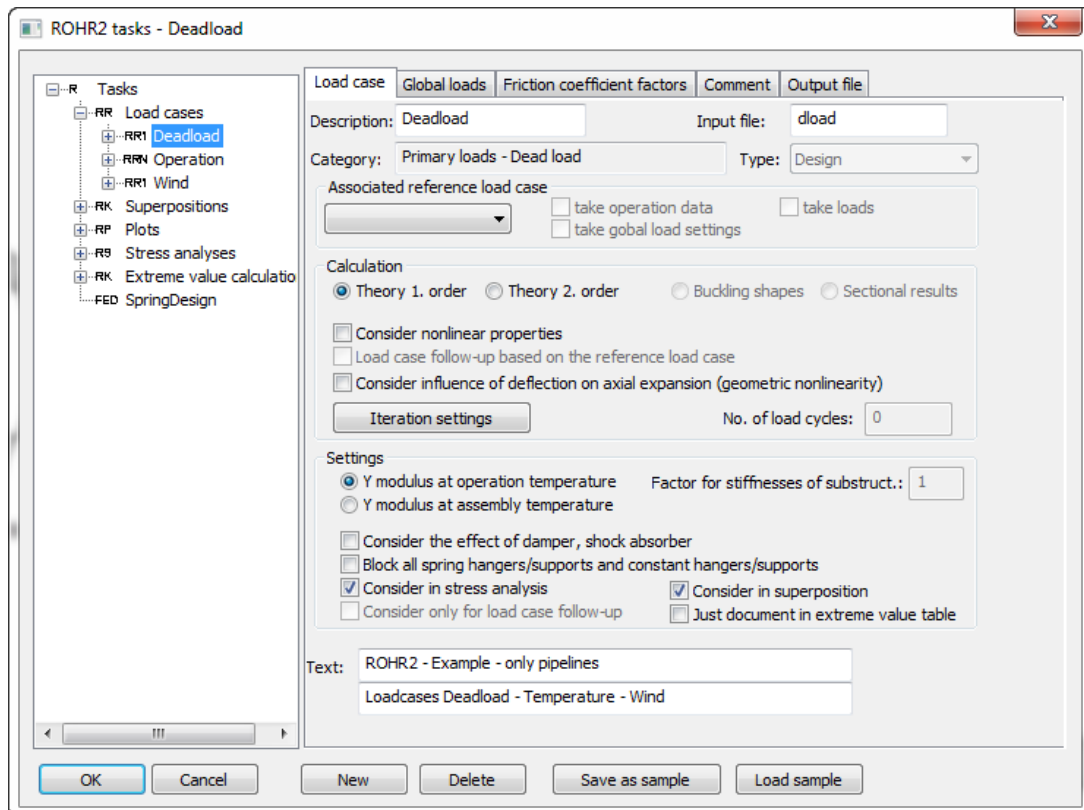 ROHR2 tasks - Deadload
R Tasks
RR Load cases
RR1 Deadload
RRN Operation
RR1 Wind
RK Superpositions
RP Plots
R9 Stress analyses
RK Extreme value calculatio
FED SpringDesign
Load case Global loads Friction coefficient factors Comment Output file
Description: Deadload Input file: dload
Category: Primary loads - Dead load Type: Design
Associated reference load case
take operation data take loads
take gobal load settings
Calculation
Theory 1. order Theory 2. order Buckling shapes Sectional results
Consider nonlinear properties
Load case follow-up based on the reference load case
Consider influence of deflection on axial expansion (geometric nonlinearity)
Iteration settings No. of load cycles: 0
Settings
Y modulus at operation temperature Factor for stiffnesses of substruct.: 1
Y modulus at assembly temperature
Consider the effect of damper, shock absorber
Block all spring hangers/supports and constant hangers/supports
Consider in stress analysis Consider in superposition
Consider only for load case follow-up Just document in extreme value table
Text: ROHR2 - Example - only pipelines
Loadcases Deadload - Temperature - Wind
OK Cancel New Delete Save as sample Load sample